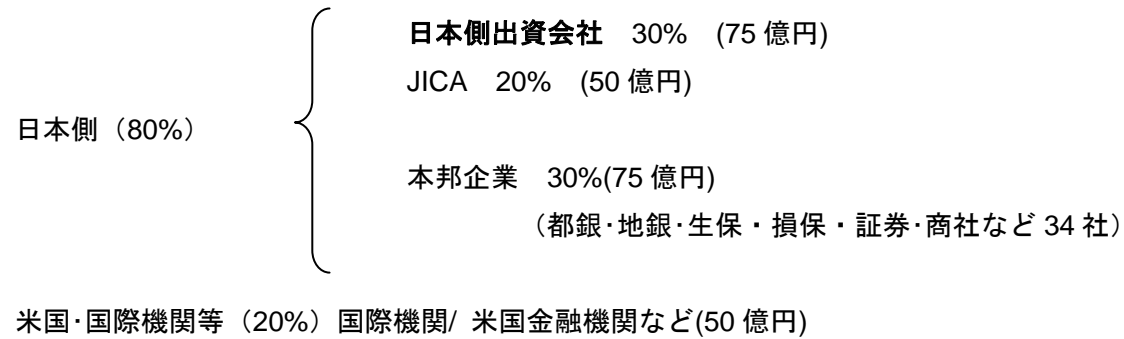 日本側出資会社　30%　(75 億円)
JICA　20%　(50 億円)
日本側（80%）
本邦企業　30%(75 億円)
（都銀･地銀･生保・損保・証券･商社など 34 社）
米国･国際機関等（20%）国際機関/ 米国金融機関など(50 億円)